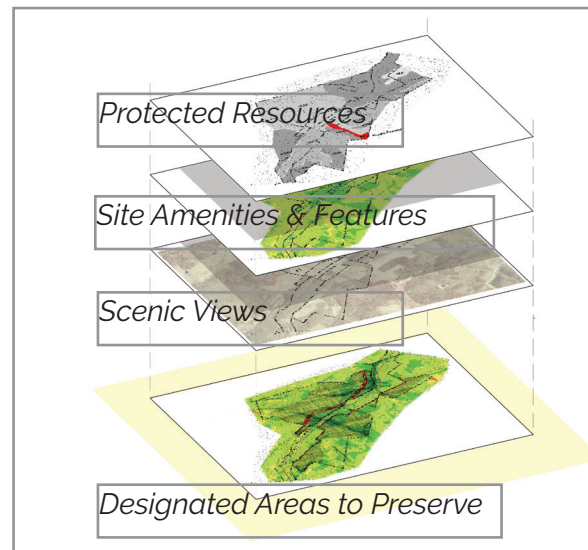 Protected Resources
Site Amenities & Features
Scenic Views
Designated Areas to Preserve